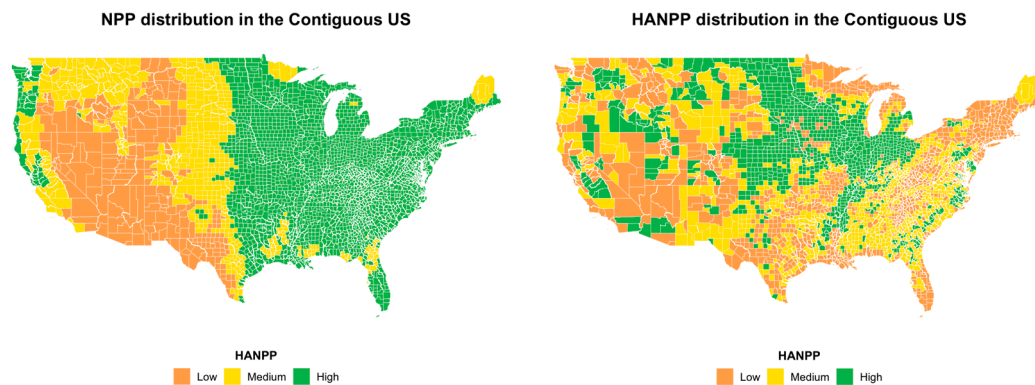 NPP distribution in the Contiguous US
HANPP distribution in the Contiguous US
HANPP
Low Medium High
HANPP
Low Medium High